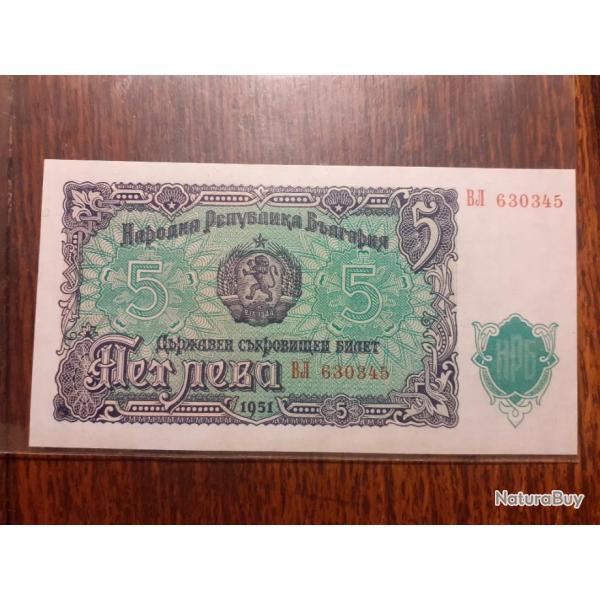 ВЛ 630345
5
Народна Република България
5 5
Държавен съкровищен билет
Пет лева
ВЛ 630345
1951
5
НРБ
NaturaBuy